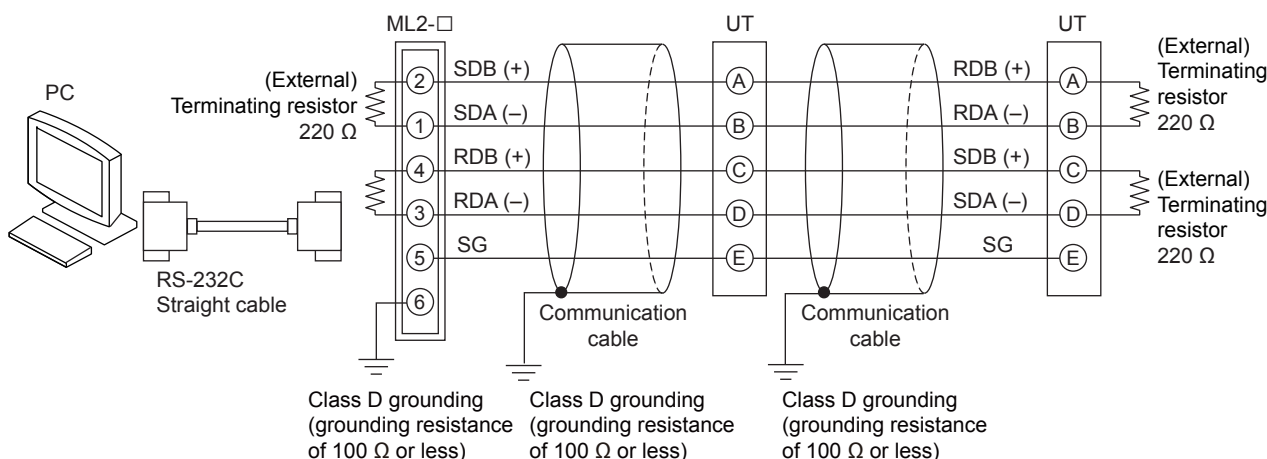 ML2-□
UT
UT
PC
(External)
Terminating resistor
220 Ω
2
SDB (+)
A
RDB (+)
A
1
SDA (–)
B
RDA (–)
B
4
RDB (+)
C
SDB (+)
C
3
RDA (–)
D
SDA (–)
D
5
SG
E
SG
E
6
(External)
Terminating
resistor
220 Ω
(External)
Terminating
resistor
220 Ω
RS-232C
Straight cable
Communication
cable
Communication
cable
Class D grounding
(grounding resistance
of 100 Ω or less)
Class D grounding
(grounding resistance
of 100 Ω or less)
Class D grounding
(grounding resistance
of 100 Ω or less)